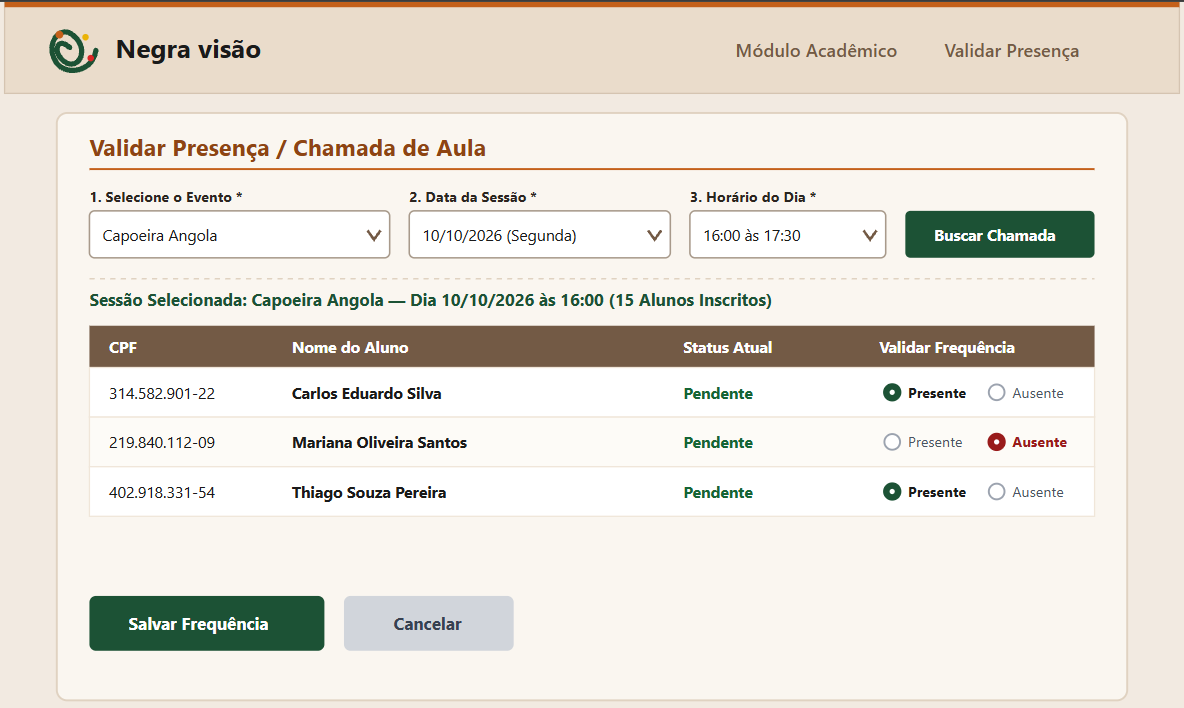 Negra visão
Módulo Acadêmico Validar Presença
Validar Presença / Chamada de Aula
1. Selecione o Evento * 2. Data da Sessão * 3. Horário do Dia *
Capoeira Angola 10/10/2026 (Segunda) 16:00 às 17:30 Buscar Chamada
Sessão Selecionada: Capoeira Angola — Dia 10/10/2026 às 16:00 (15 Alunos Inscritos)
CPF Nome do Aluno Status Atual Validar Frequência
314.582.901-22 Carlos Eduardo Silva Pendente Presente Ausente
219.840.112-09 Mariana Oliveira Santos Pendente Presente Ausente
402.918.331-54 Thiago Souza Pereira Pendente Presente Ausente
Salvar Frequência Cancelar